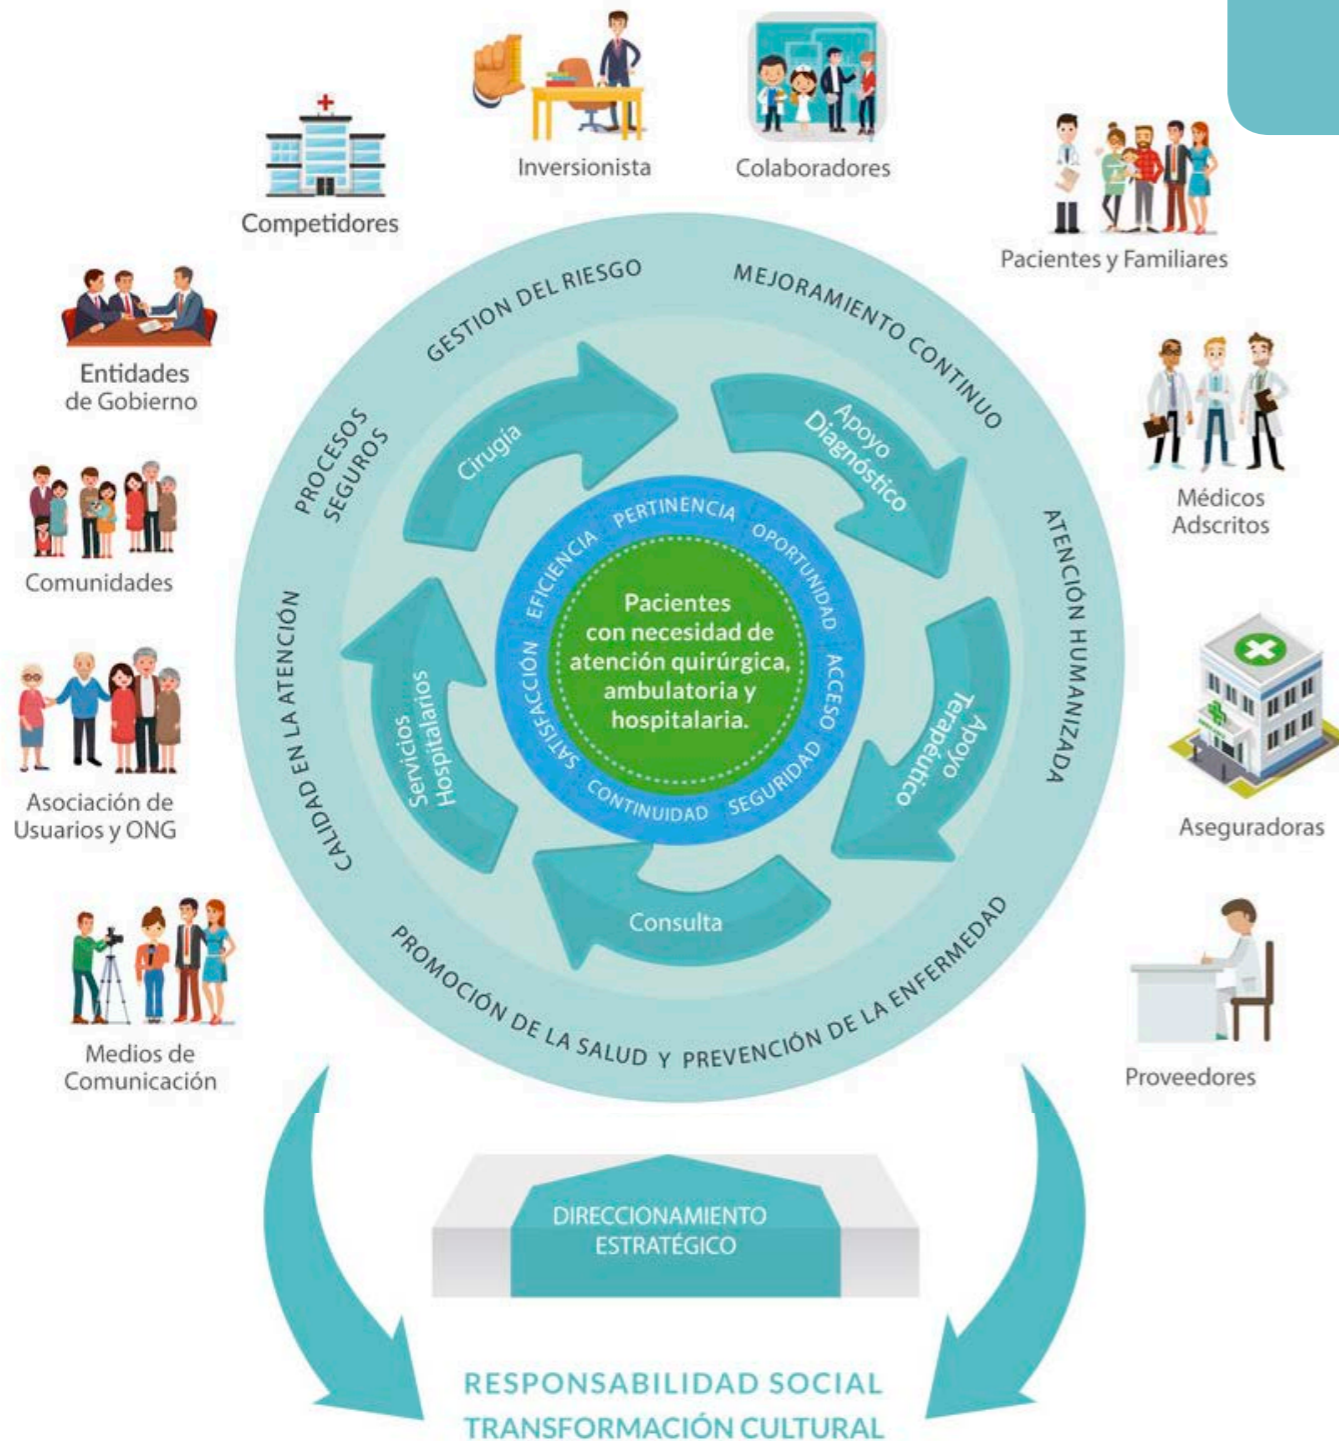 Inversionista
Colaboradores
Competidores
Pacientes y Familiares
Entidades
de Gobierno
Médicos
Adscritos
Comunidades
Aseguradoras
Asociación de
Usuarios y ONG
Proveedores
Medios de
Comunicación
GESTION DEL RIESGO
MEJORAMIENTO CONTINUO
ATENCIÓN HUMANIZADA
PROMOCIÓN DE LA SALUD Y PREVENCIÓN DE LA ENFERMEDAD
CALIDAD EN LA ATENCIÓN
PROCESOS
SEGUROS
Cirugía
Apoyo
Diagnóstico
Apoyo
Terapéutico
Consulta
Servicios
Hospitalarios
PERTINENCIA
OPORTUNIDAD
ACCESO
SEGURIDAD
CONTINUIDAD
SATISFACCIÓN
EFICIENCIA
Pacientes
con necesidad de
atención quirúrgica,
ambulatoria y
hospitalaria.
DIRECCIONAMIENTO
ESTRATÉGICO
RESPONSABILIDAD SOCIAL
TRANSFORMACIÓN CULTURAL